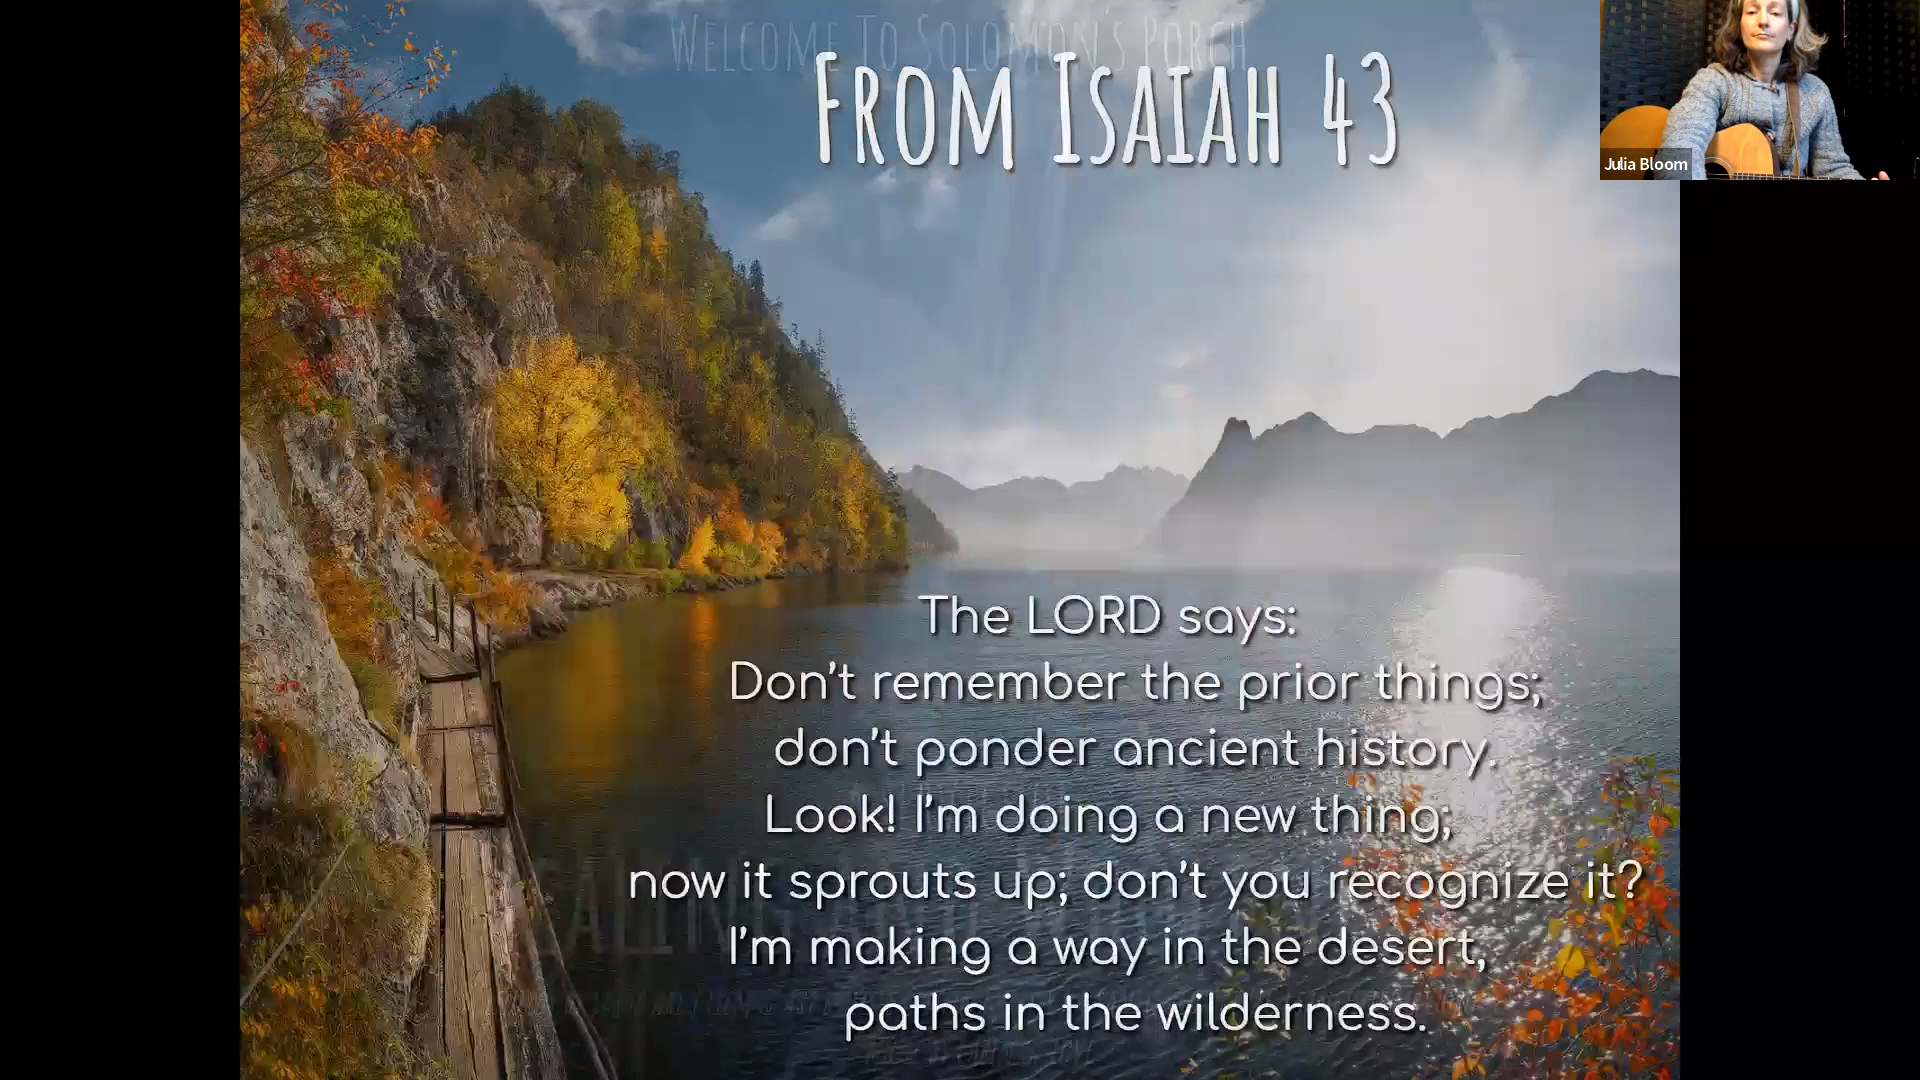 Welcome To Solomon's Porch
From Isaiah 43
Julia Bloom
The LORD says:
Don't remember the prior things;
don't ponder ancient history.
Look! I'm doing a new thing;
now it sprouts up; don't you recognize it?
I'm making a way in the desert,
paths in the wilderness.